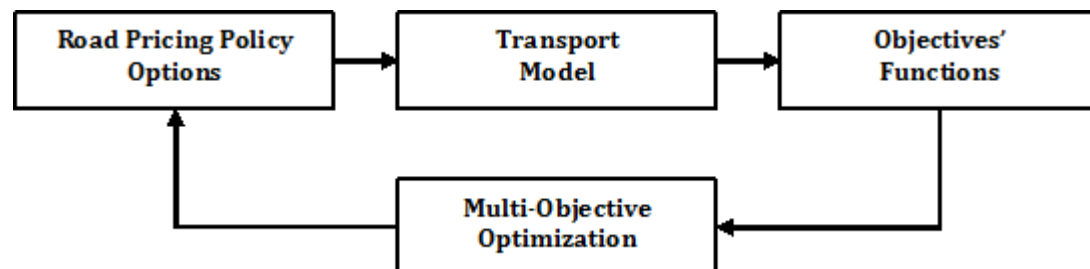 Road Pricing Policy
Options
Transport
Model
Objectives’
Functions
Multi-Objective
Optimization